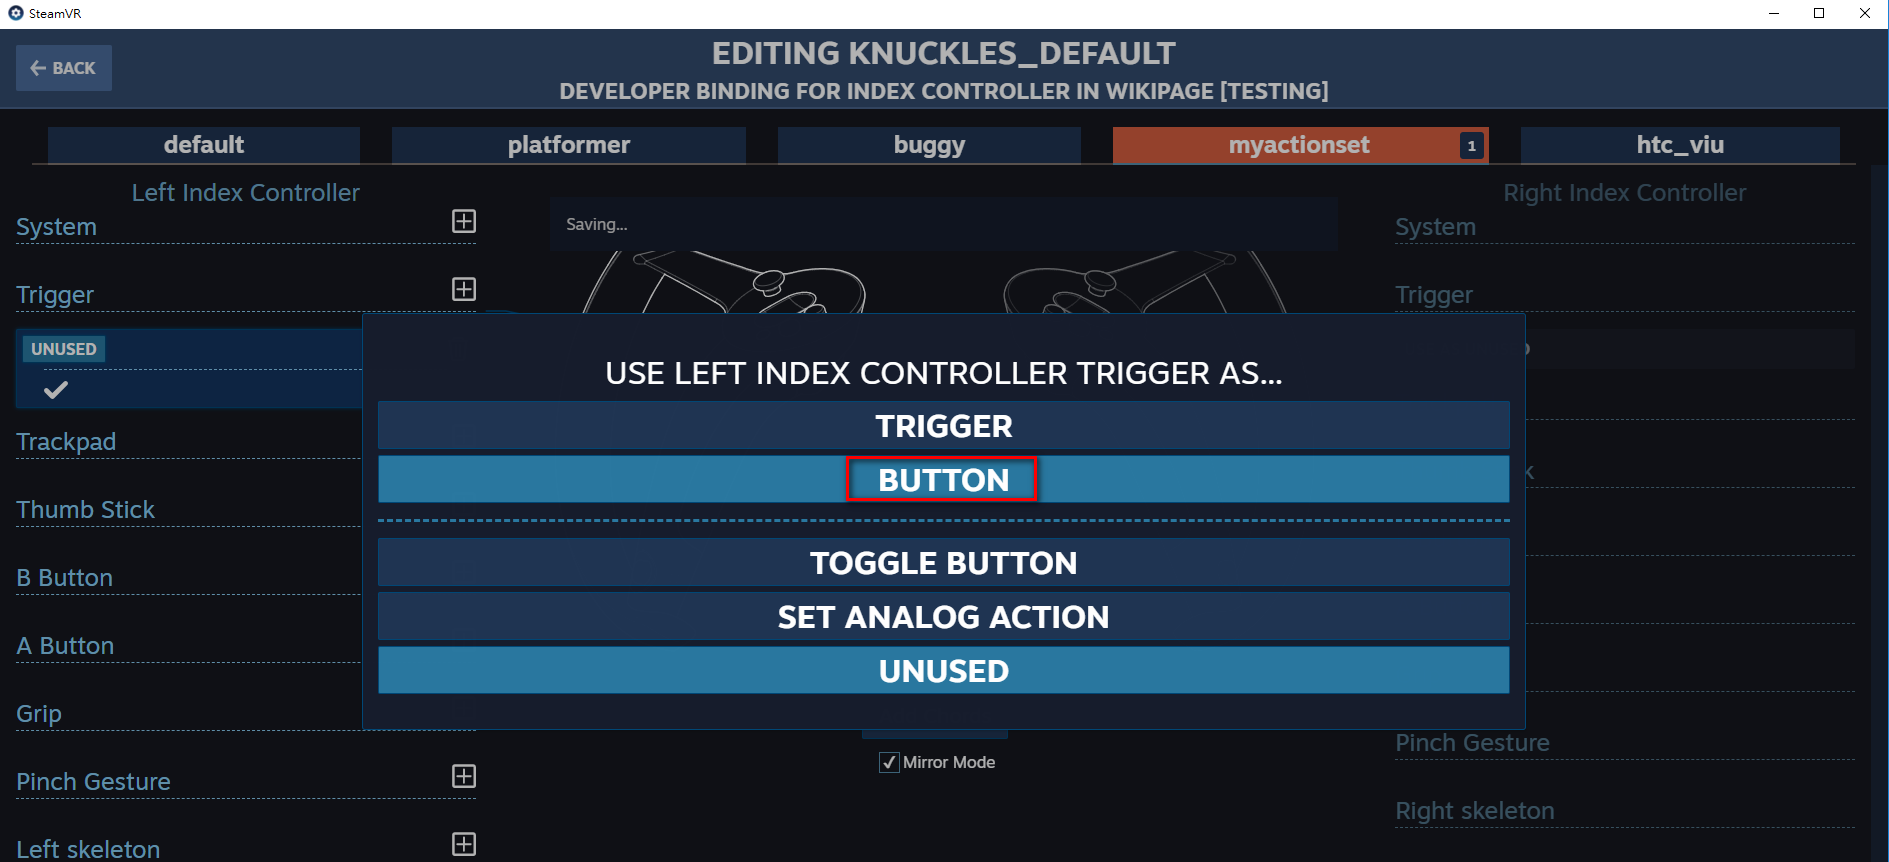 SteamVR
BACK
EDITING KNUCKLES_DEFAULT
DEVELOPER BINDING FOR INDEX CONTROLLER IN WIKIPAGE [TESTING]
default
platformer
buggy
myactionset
1
htc_viu
Left Index Controller
System
Trigger
UNUSED
Trackpad
Thumb Stick
B Button
A Button
Grip
Pinch Gesture
Left skeleton
Saving...
USE LEFT INDEX CONTROLLER TRIGGER AS...
TRIGGER
BUTTON
TOGGLE BUTTON
SET ANALOG ACTION
UNUSED
Mirror Mode
Right Index Controller
System
Trigger
Pinch Gesture
Right skeleton